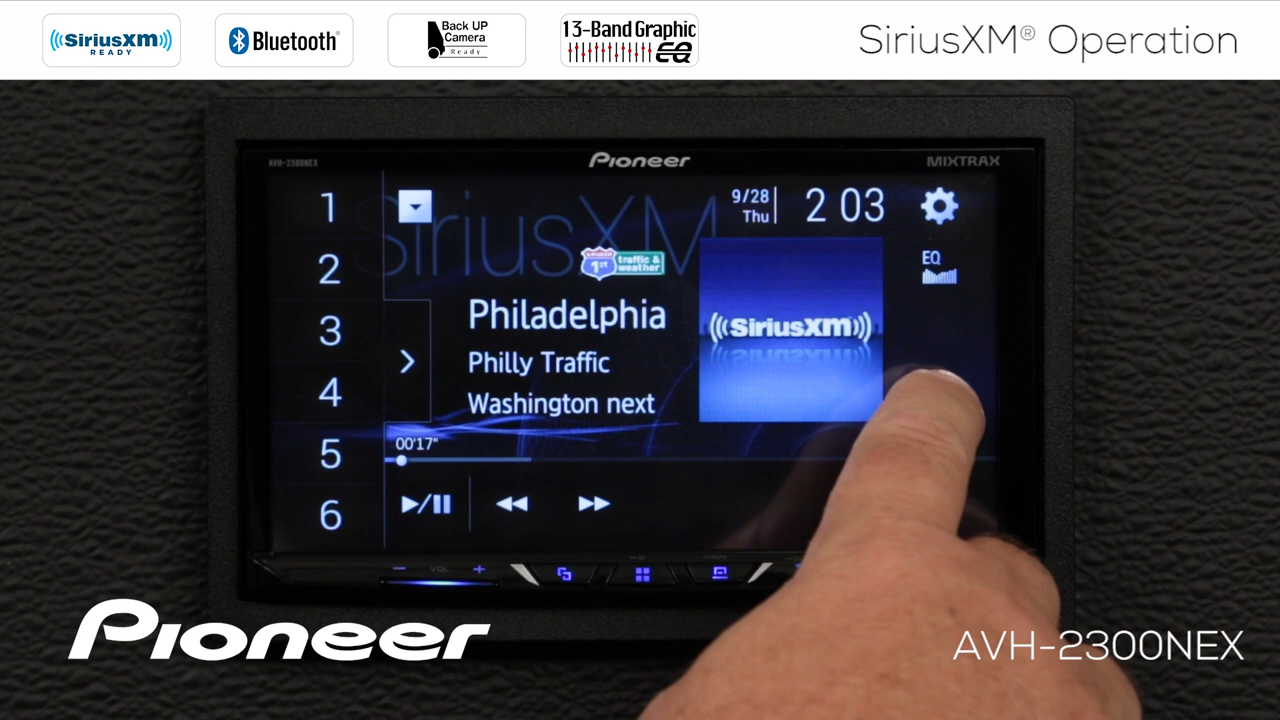 SiriusXM
READY
Bluetooth®
Back UP
Camera
Ready
13-Band Graphic
EQ
SiriusXM® Operation
AVH-2300NEX
Pioneer
MIXTRAX
1
2
3
4
5
6
SiriusXM
9/28
Thu
2 03
1ST
traffic &
weather
EQ
Philadelphia
Philly Traffic
Washington next
SiriusXM
00'17"
VOL
Pioneer
AVH-2300NEX